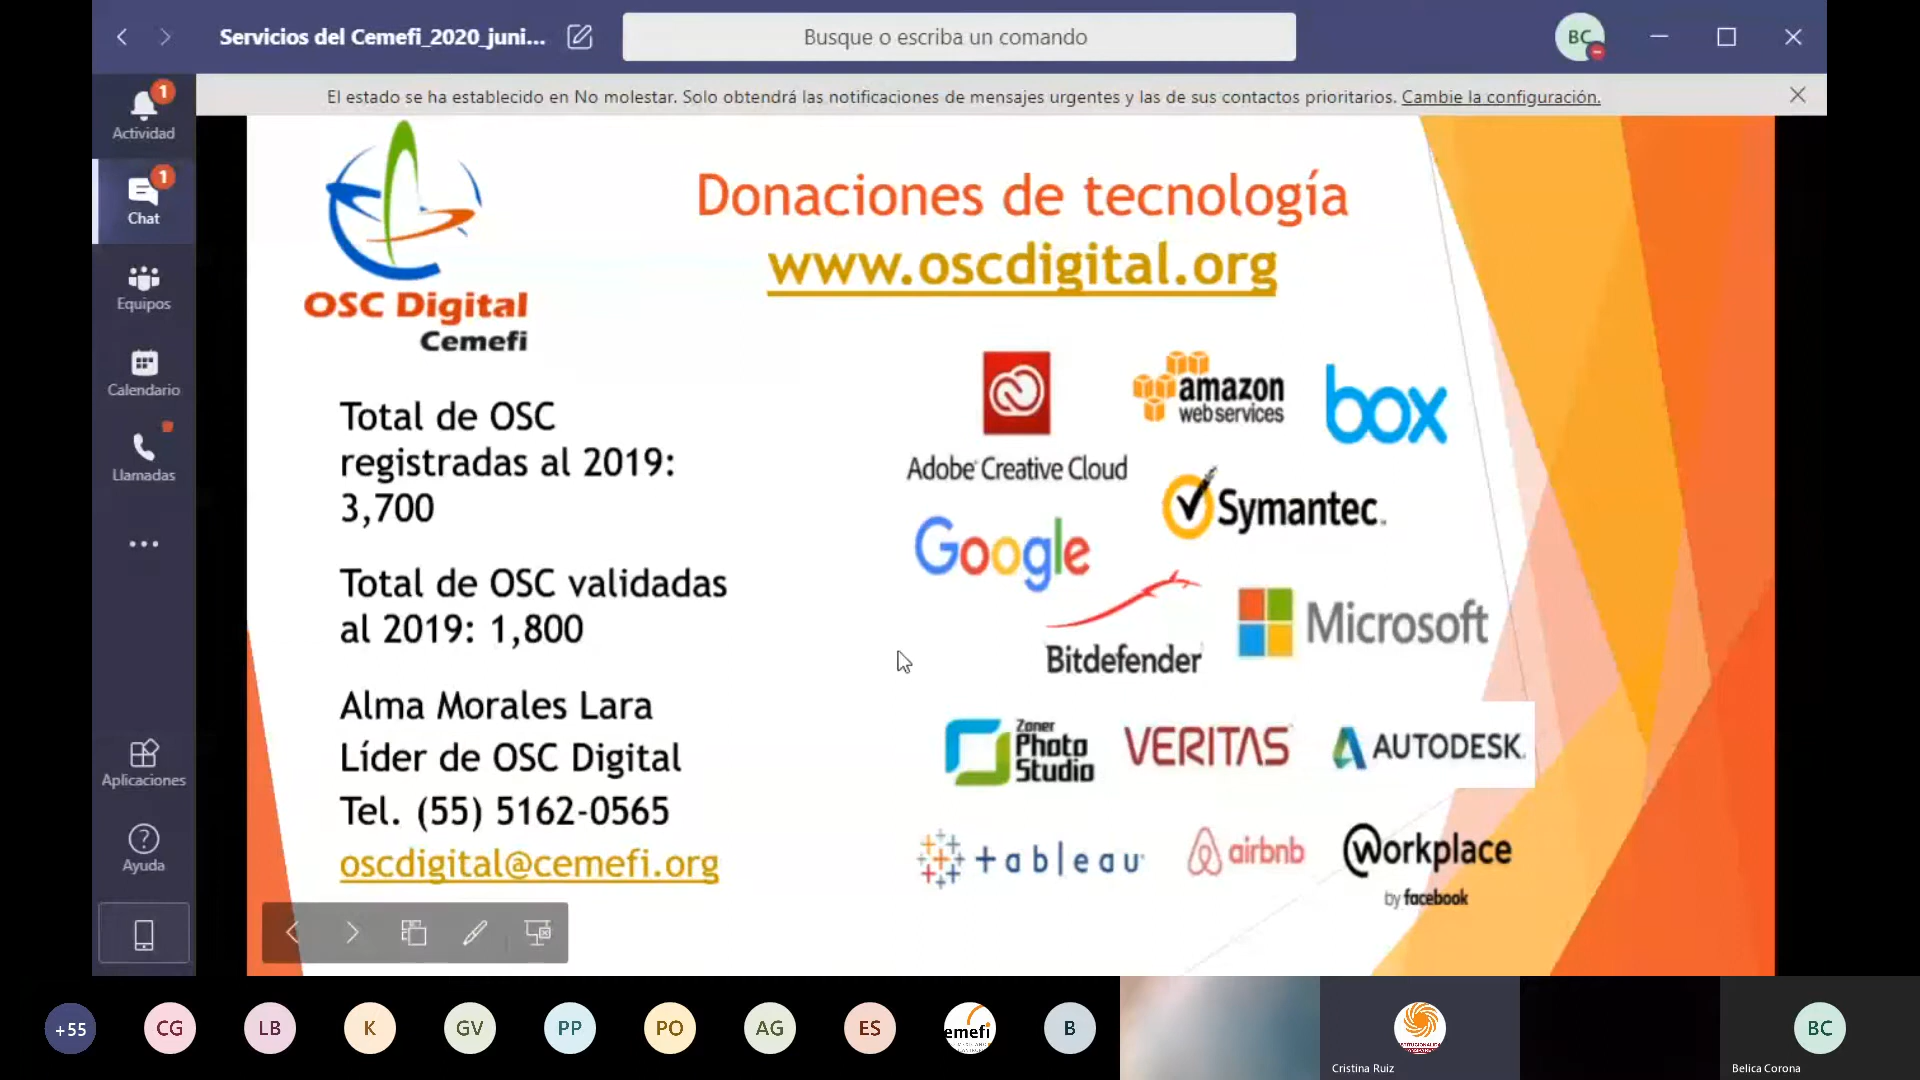 Servicios del Cemefi_2020_juni...
Busque o escriba un comando
BC
El estado se ha establecido en No molestar. Solo obtendrá las notificaciones de mensajes urgentes y las de sus contactos prioritarios. Cambie la configuración.
1
Actividad
1
Chat
Equipos
Calendario
Llamadas
Aplicaciones
Ayuda
OSC Digital
Cemefi
Donaciones de tecnología
www.oscdigital.org
Total de OSC
registradas al 2019:
3,700
Total de OSC validadas
al 2019: 1,800
Alma Morales Lara
Líder de OSC Digital
Tel. (55) 5162-0565
oscdigital@cemefi.org
Adobe Creative Cloud
amazon
web services
box
Symantec.
Google
Bitdefender
Microsoft
Zoner
Photo
Studio
VERITAS
AUTODESK.
tableau
airbnb
Workplace
by facebook
+55
CG
LB
K
GV
PP
PO
AG
ES
emefi
B
Cristina Ruiz
BC
Belica Corona